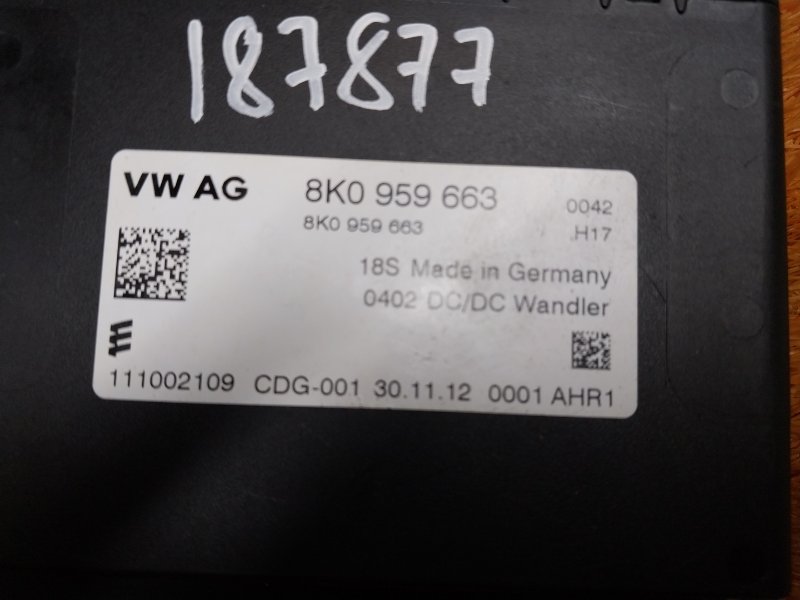 187877
VW AG 8K0 959 663 0042
8K0 959 663 H17
18S Made in Germany
0402 DC/DC Wandler
111002109 CDG-001 30.11.12 0001 AHR1